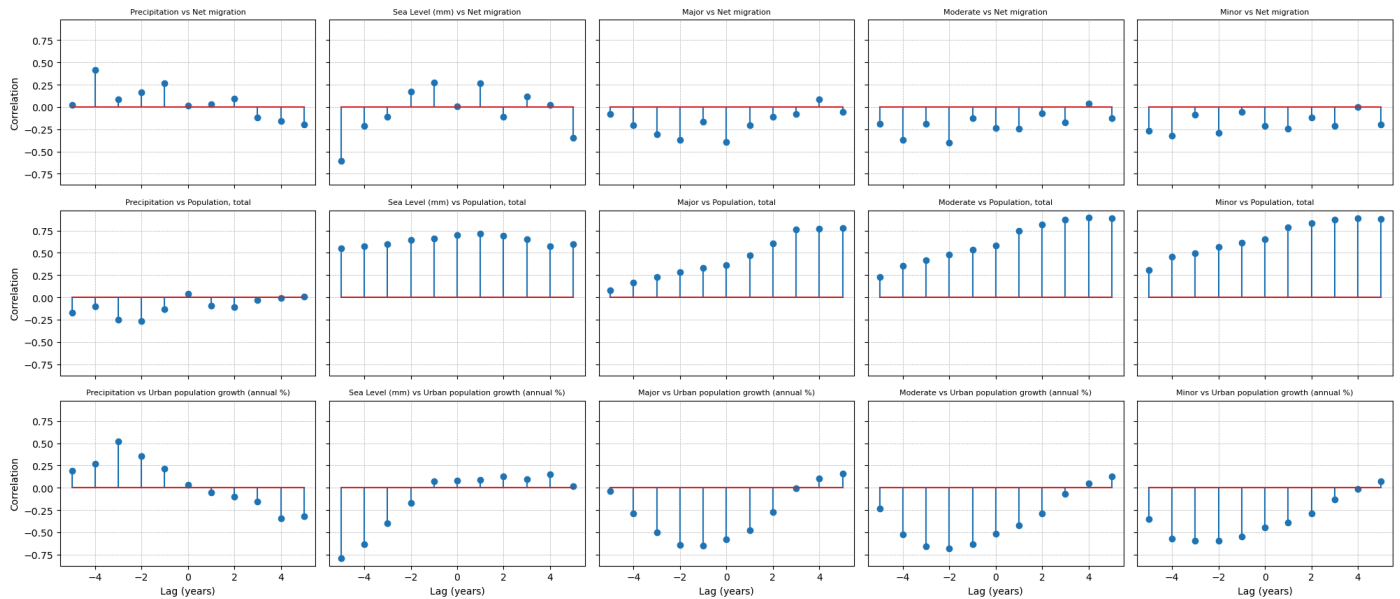 Precipitation vs Net migration
Sea Level (mm) vs Net migration
Major vs Net migration
Moderate vs Net migration
Minor vs Net migration
0.75
0.50
0.25
0.00
−0.25
−0.50
−0.75
Correlation
Precipitation vs Population, total
Sea Level (mm) vs Population, total
Major vs Population, total
Moderate vs Population, total
Minor vs Population, total
0.75
0.50
0.25
0.00
−0.25
−0.50
−0.75
Correlation
Precipitation vs Urban population growth (annual %)
Sea Level (mm) vs Urban population growth (annual %)
Major vs Urban population growth (annual %)
Moderate vs Urban population growth (annual %)
Minor vs Urban population growth (annual %)
0.75
0.50
0.25
0.00
−0.25
−0.50
−0.75
Correlation
−4 −2 0 2 4
−4 −2 0 2 4
−4 −2 0 2 4
−4 −2 0 2 4
−4 −2 0 2 4
Lag (years)
Lag (years)
Lag (years)
Lag (years)
Lag (years)